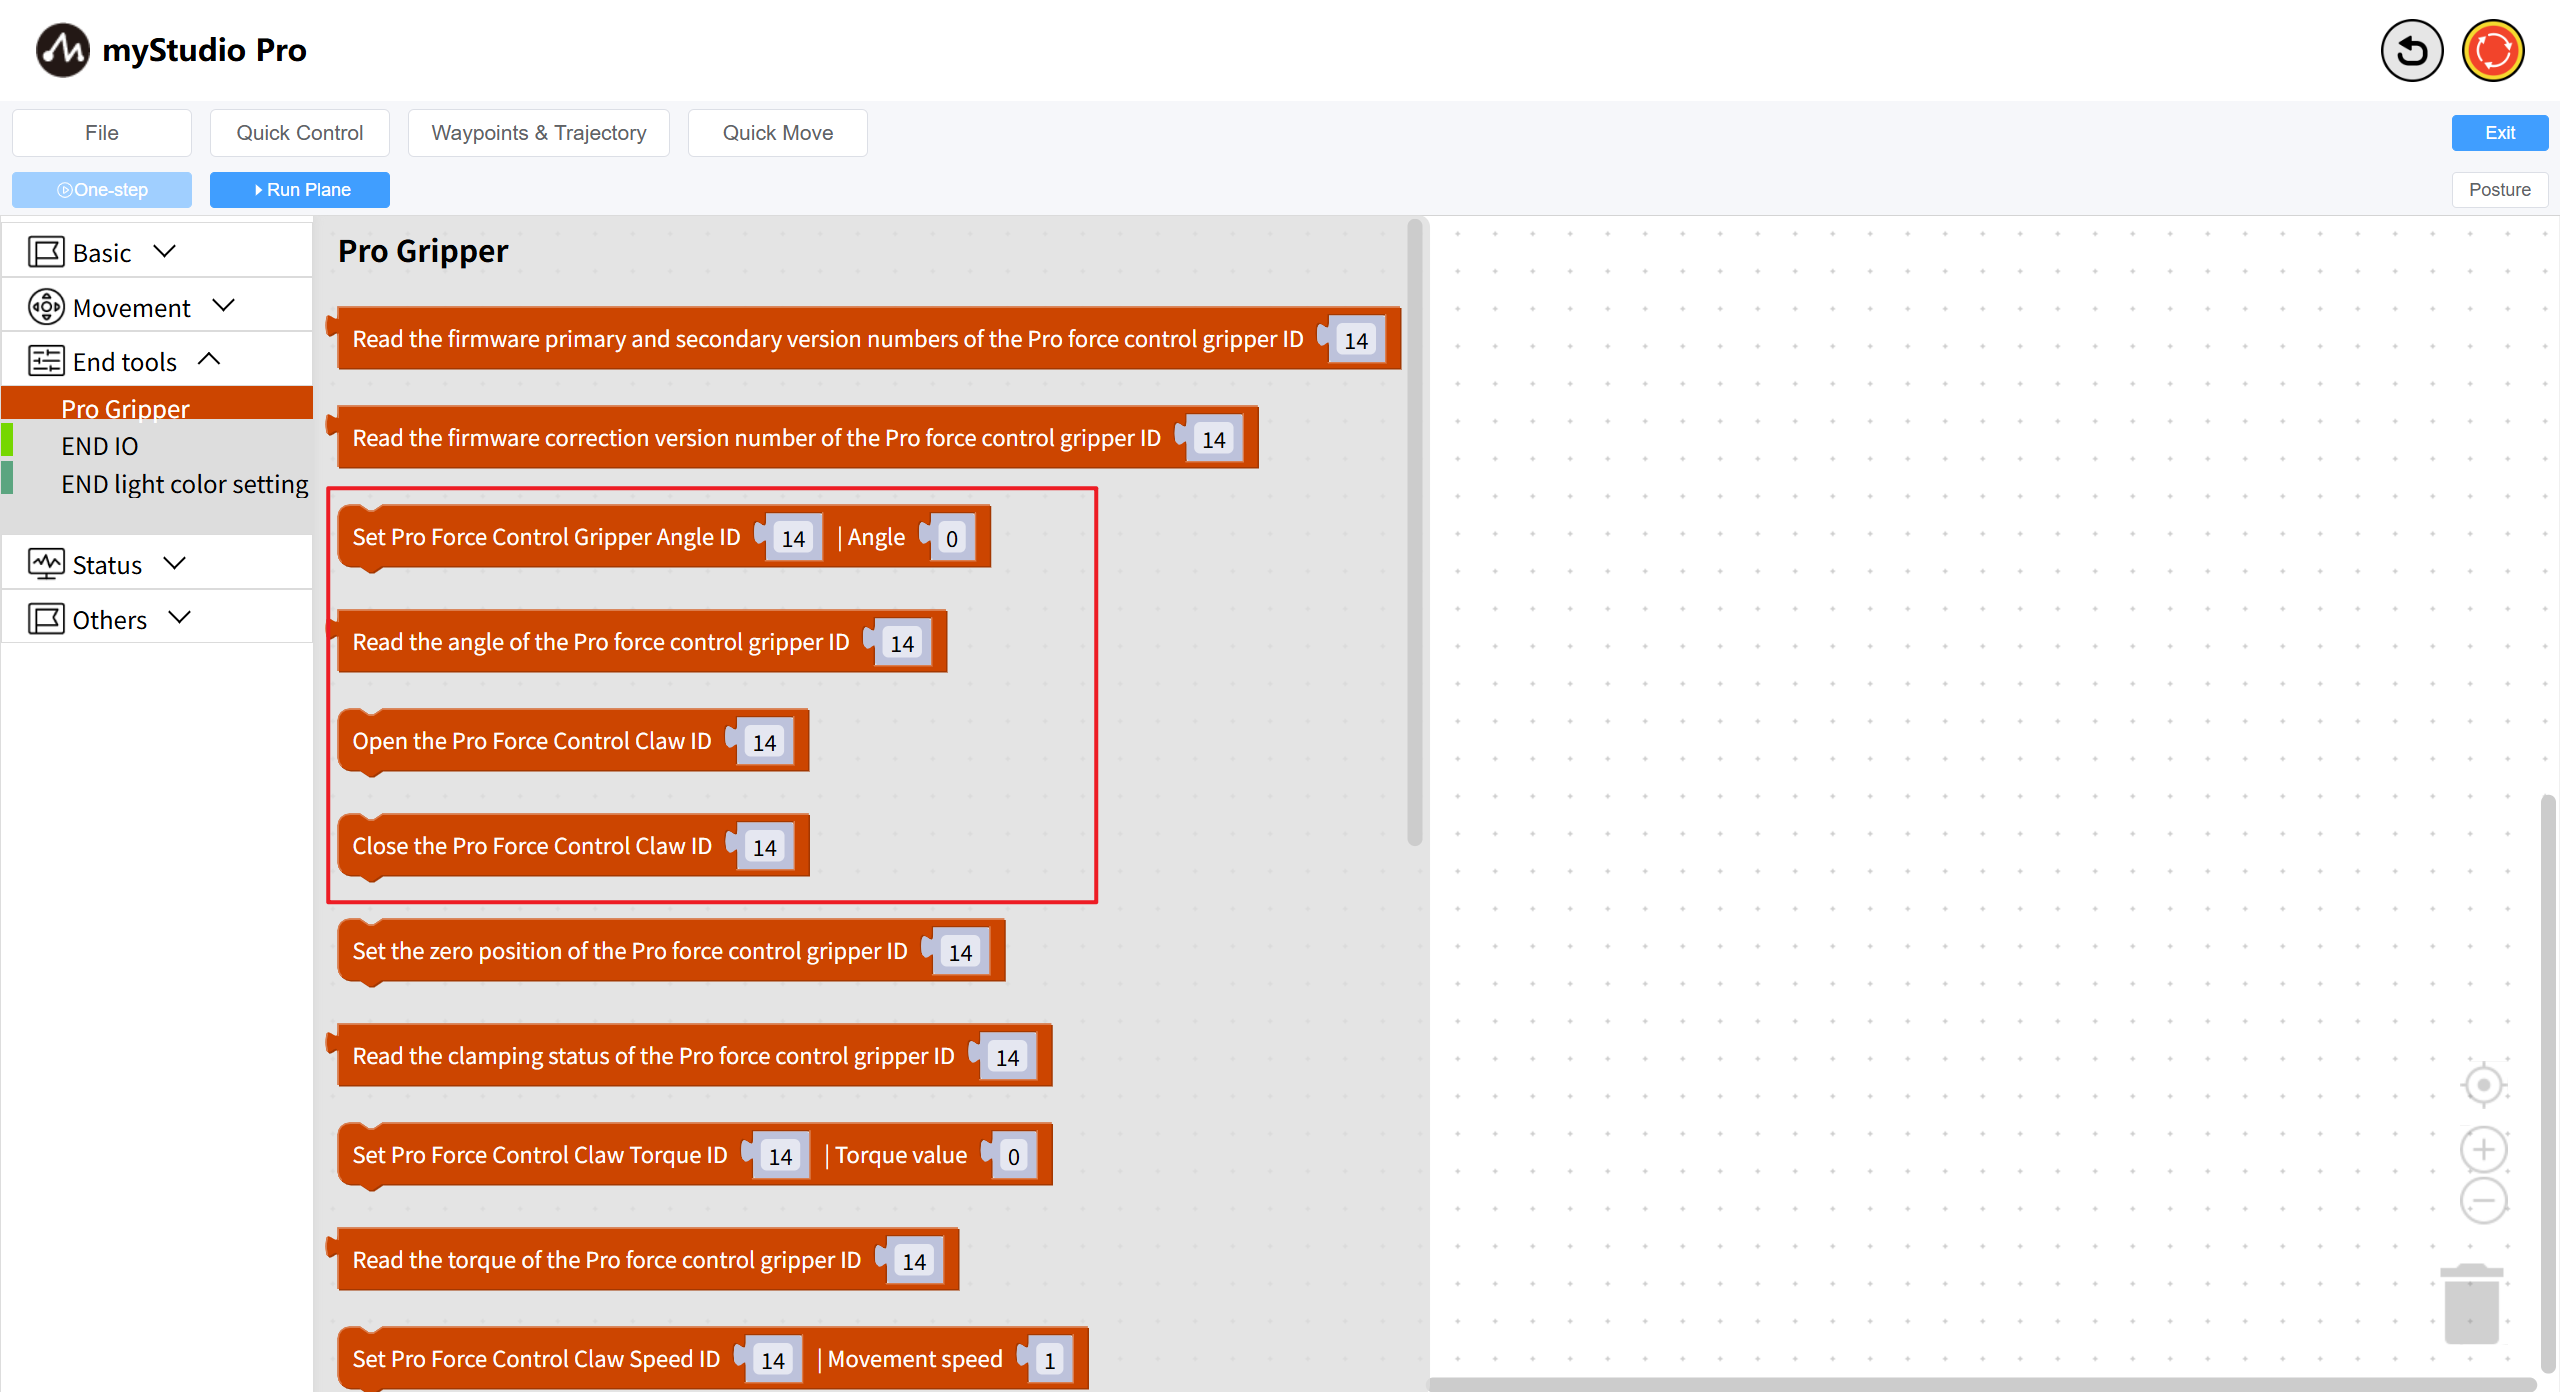 myStudio Pro
File Quick Control Waypoints & Trajectory Quick Move Exit
One-step Run Plane Posture
Basic
Movement
End tools
Pro Gripper
END IO
END light color setting
Status
Others
Pro Gripper
Read the firmware primary and secondary version numbers of the Pro force control gripper ID 14
Read the firmware correction version number of the Pro force control gripper ID 14
Set Pro Force Control Gripper Angle ID 14 | Angle 0
Read the angle of the Pro force control gripper ID 14
Open the Pro Force Control Claw ID 14
Close the Pro Force Control Claw ID 14
Set the zero position of the Pro force control gripper ID 14
Read the clamping status of the Pro force control gripper ID 14
Set Pro Force Control Claw Torque ID 14 | Torque value 0
Read the torque of the Pro force control gripper ID 14
Set Pro Force Control Claw Speed ID 14 | Movement speed 1